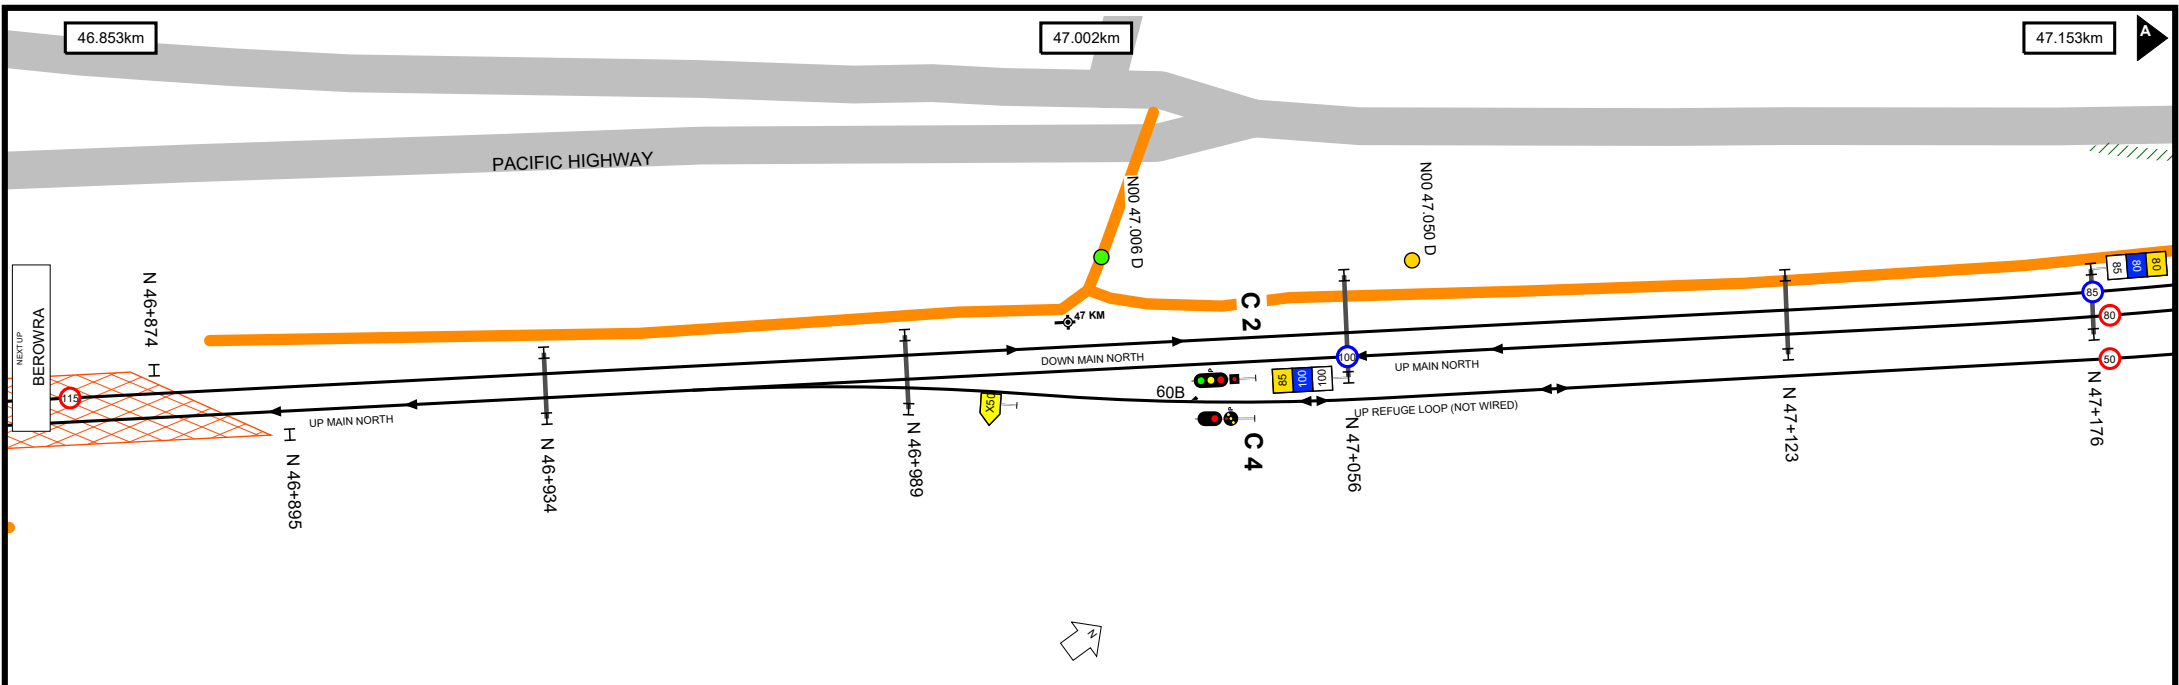 46.853km
47.002km
47.153km
A
PACIFIC HIGHWAY
N00 47.006 D
N00 47.050 D
NEXT UP
BEROWRA
N 46+874
115
UP MAIN NORTH
N 46+895
N 46+934
N 46+989
47 KM
DOWN MAIN NORTH
C 2
X50
60B
P
P
C 4
85
100
100
100
UP MAIN NORTH
UP REFUGE LOOP (NOT WIRED)
N 47+056
N 47+123
85
80
80
85
80
50
N 47+176
N